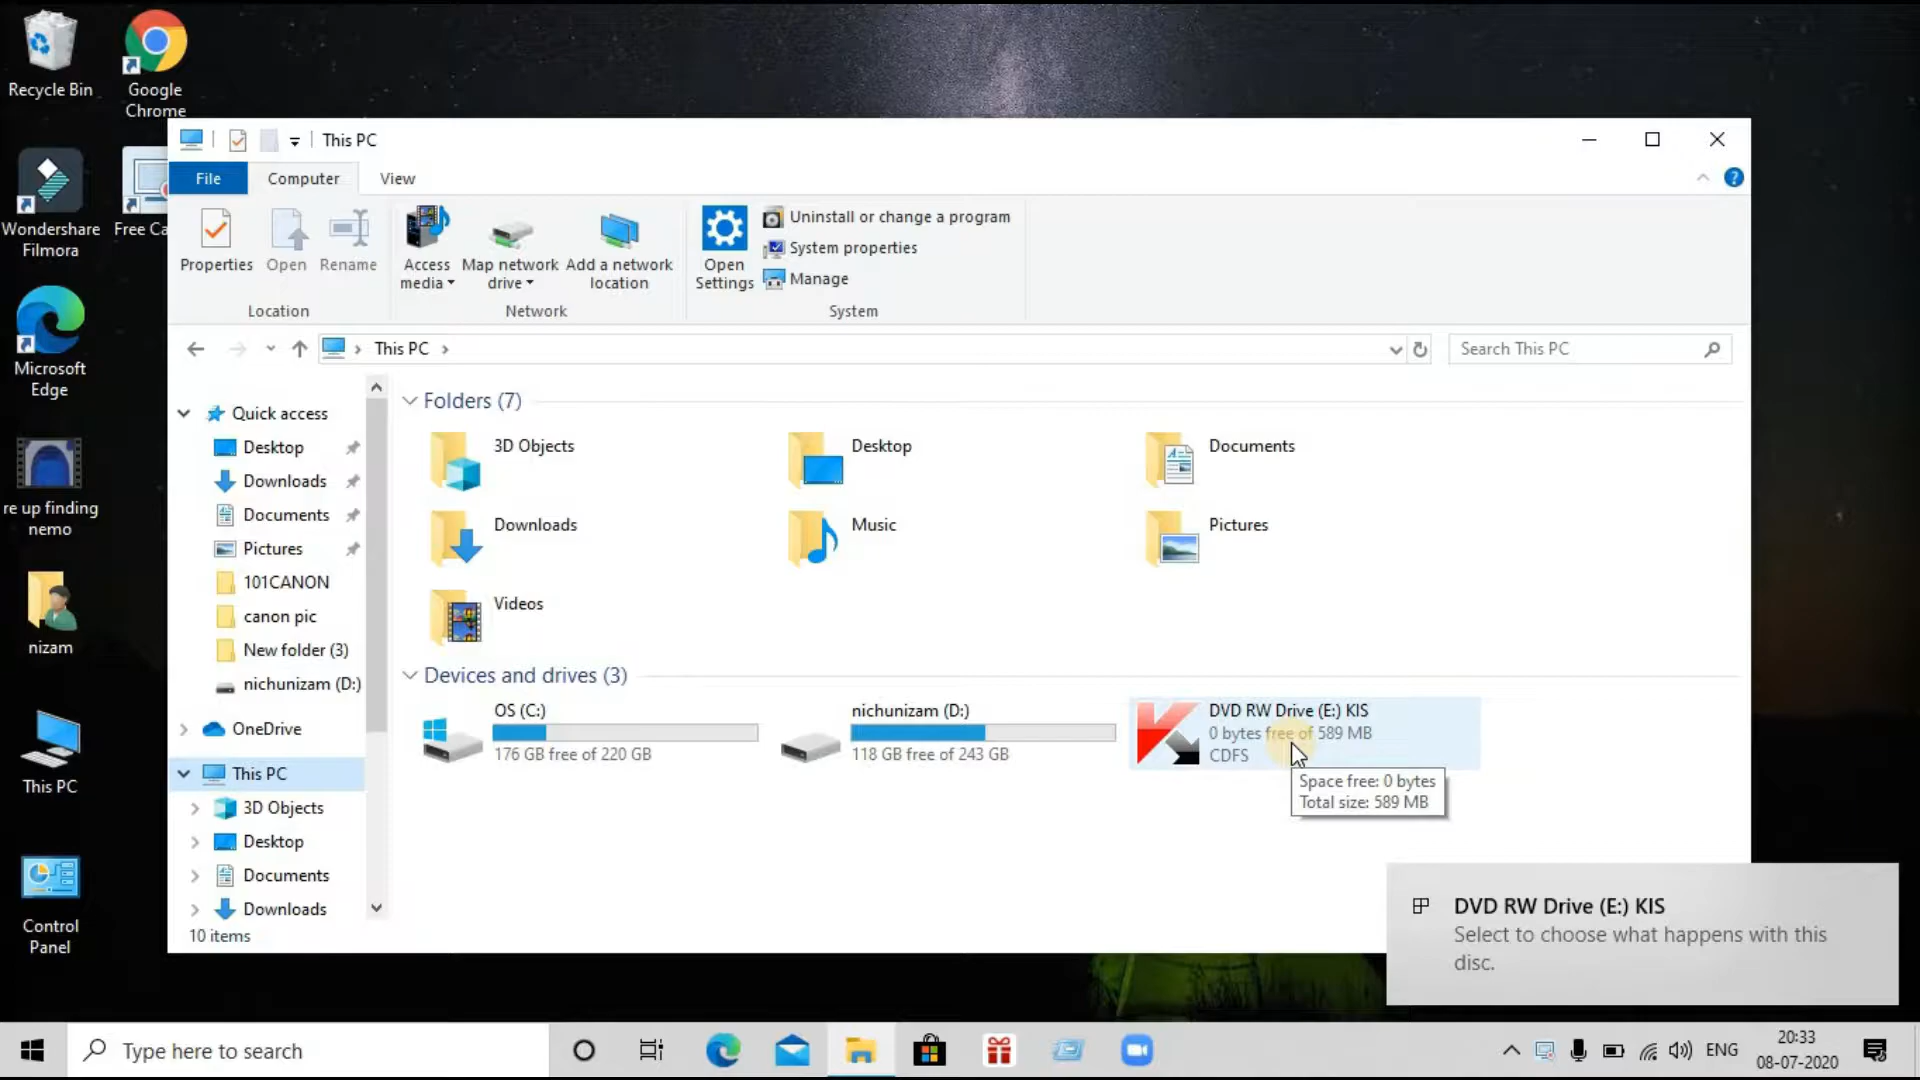 Recycle Bin
Google
Chrome
Wondershare
Filmora
Free Ca
Microsoft
Edge
re up finding
nemo
nizam
This PC
Control
Panel
This PC
File
Computer
View
Properties
Open
Rename
Location
Access
media
Map network
drive
Add a network
location
Network
Open
Settings
Uninstall or change a program
System properties
Manage
System
This PC
Search This PC
Quick access
Desktop
Downloads
Documents
Pictures
101CANON
canon pic
New folder (3)
nichunizam (D:)
OneDrive
This PC
3D Objects
Desktop
Documents
Downloads
10 items
Folders (7)
3D Objects
Desktop
Documents
Downloads
Music
Pictures
Videos
Devices and drives (3)
OS (C:)
176 GB free of 220 GB
nichunizam (D:)
118 GB free of 243 GB
DVD RW Drive (E:) KIS
0 bytes free of 589 MB
CDFS
Space free: 0 bytes
Total size: 589 MB
DVD RW Drive (E:) KIS
Select to choose what happens with this
disc.
Type here to search
ENG
20:33
08-07-2020